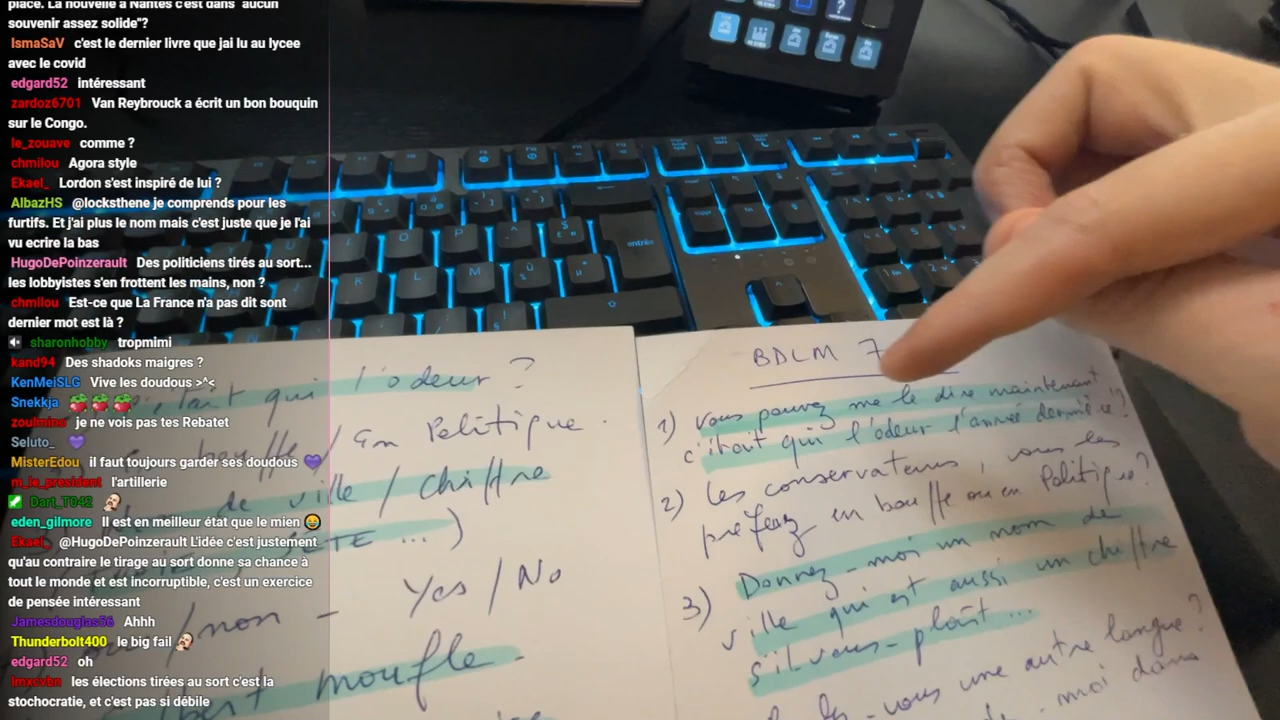 place. La nouvelle à Nantes c'est dans "aucun
souvenir assez solide"?
IsmaSaV c'est le dernier livre que jai lu au lycee
avec le covid
edgard52 intéressant
zardoz6701 Van Reybrouck a écrit un bon bouquin
sur le Congo.
le_zouave comme ?
chmilou Agora style
Ekael_ Lordon s'est inspiré de lui ?
AlbazHS @locksthene je comprends pour les
furtifs. Et j'ai plus le nom mais c'est juste que je l'ai
vu ecrire la bas
HugoDePoinzerault Des politiciens tirés au sort...
les lobbyistes s'en frottent les mains, non ?
chmilou Est-ce que La France n'a pas dit sont
dernier mot est là ?
sharonhobby tropmimi
kand94 Des shadoks maigres ?
KenMeiSLG Vive les doudous >^<
Snekkja
zoulmine je ne vois pas tes Rebatet
Seluto_
MisterEdou il faut toujours garder ses doudous
m_le_president l'artillerie
Dart_T042
eden_gilmore Il est en meilleur état que le mien
Ekael_ @HugoDePoinzerault L'idée c'est justement
qu'au contraire le tirage au sort donne sa chance à
tout le monde et est incorruptible, c'est un exercice
de pensée intéressant
Jamesdouglas56 Ahhh
Thunderbolt400 le big fail
edgard52 oh
lmxcvbn les élections tirées au sort c'est la
stochocratie, et c'est pas si débile
entrée
c'était qui l'odeur ?
bouffe / En Politique.
de ville / chiffre
SETE ...)
/non - Yes / No
moufle.
BDLM 7
1) Vous pouvez me le dire maintenant
c'était qui l'odeur l'année dernière !?
2) Les conservateurs, vous les
préférez en bouffe ou en Politique ?
3) Donnez-moi un nom de
ville qui est aussi un chiffre
s'il vous-plaît...
-vous une autre langue ?
-moi dans